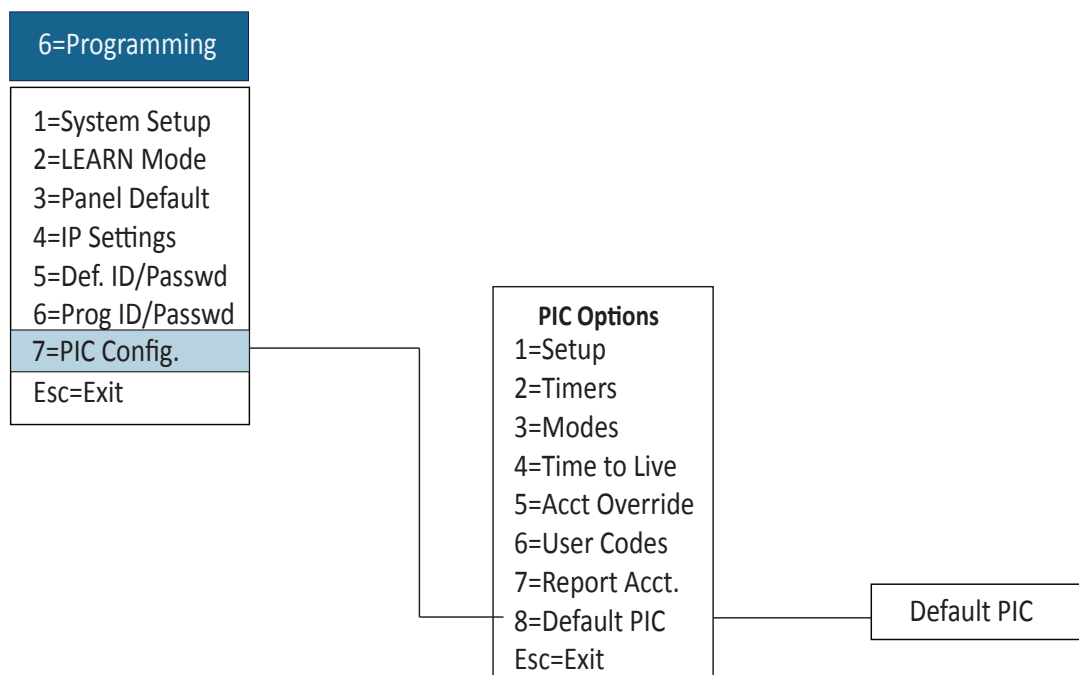 6=Programming
1=System Setup
2=LEARN Mode
3=Panel Default
4=IP Settings
5=Def. ID/Passwd
6=Prog ID/Passwd
7=PIC Config.
Esc=Exit
PIC Options
1=Setup
2=Timers
3=Modes
4=Time to Live
5=Acct Override
6=User Codes
7=Report Acct.
8=Default PIC
Esc=Exit
Default PIC